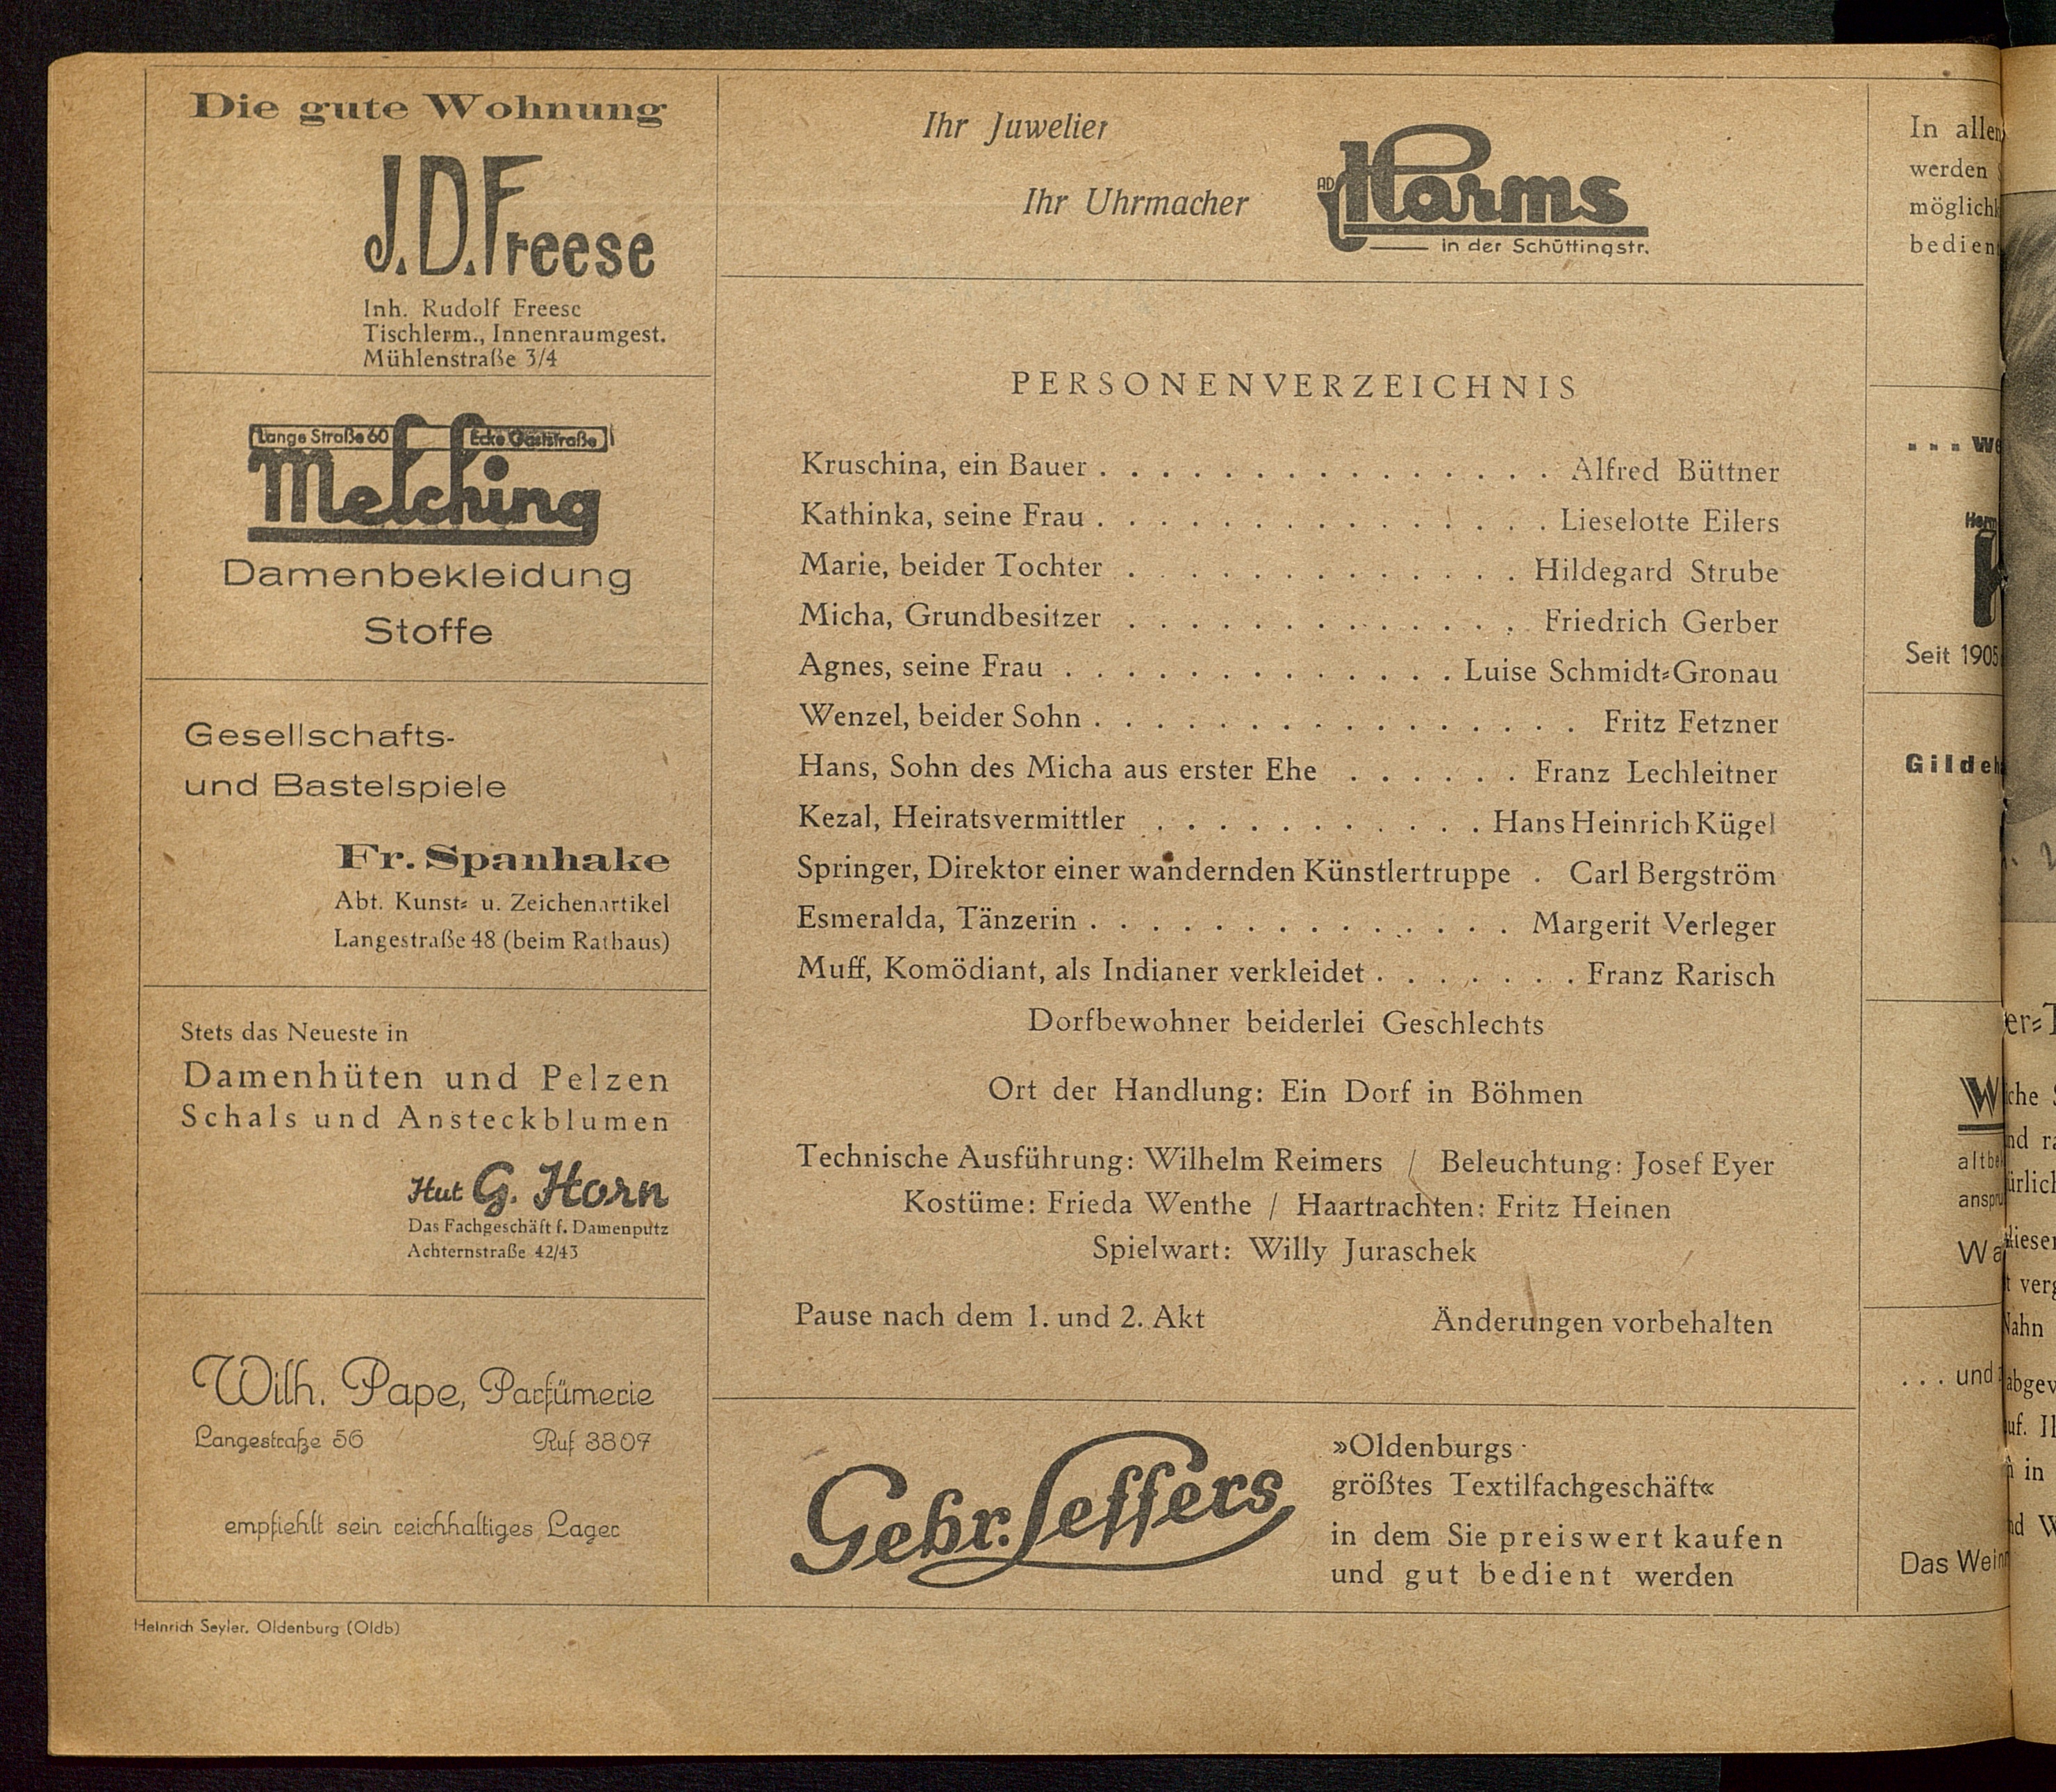 Die gute Wohnung
J.D. Freese
Inh. Rudolf Freese
Tischlerm., Innenraumgest.
Mühlenstraße 3/4
Lange Straße 60 Ecke Gaststraße
Melching
Damenbekleidung
Stoffe
Gesellschafts-
und Bastelspiele
Fr. Spanhake
Abt. Kunst- u. Zeichenartikel
Langestraße 48 (beim Rathaus)
Stets das Neueste in
Damenhüten und Pelzen
Schals und Ansteckblumen
Hut G. Horn
Das Fachgeschäft f. Damenputz
Achternstraße 42/43
Wilh. Pape, Parfümerie
Langestraße 56 Ruf 3807
empfiehlt sein reichhaltiges Lager
Heinrich Seyler, Oldenburg (Oldb)
Ihr Juwelier
Ihr Uhrmacher
AD Harms
in der Schüttingstr.
PERSONENVERZEICHNIS
Kruschina, ein Bauer . . . . . . . . . . . . . . . Alfred Büttner
Kathinka, seine Frau . . . . . . . . . . . . . . . Lieselotte Eilers
Marie, beider Tochter . . . . . . . . . . . . . Hildegard Strube
Micha, Grundbesitzer . . . . . . . . . . . . . Friedrich Gerber
Agnes, seine Frau . . . . . . . . . . . . . Luise Schmidt-Gronau
Wenzel, beider Sohn . . . . . . . . . . . . . . . . Fritz Fetzner
Hans, Sohn des Micha aus erster Ehe . . . . . . Franz Lechleitner
Kezal, Heiratsvermittler . . . . . . . . . . . Hans Heinrich Kügel
Springer, Direktor einer wandernden Künstlertruppe . Carl Bergström
Esmeralda, Tänzerin . . . . . . . . . . . . . . Margerit Verleger
Muff, Komödiant, als Indianer verkleidet . . . . . . . Franz Rarisch
Dorfbewohner beiderlei Geschlechts
Ort der Handlung: Ein Dorf in Böhmen
Technische Ausführung: Wilhelm Reimers / Beleuchtung: Josef Eyer
Kostüme: Frieda Wenthe / Haartrachten: Fritz Heinen
Spielwart: Willy Juraschek
Pause nach dem 1. und 2. Akt Änderungen vorbehalten
Gebr. Leffers
»Oldenburgs
größtes Textilfachgeschäft«
in dem Sie preiswert kaufen
und gut bedient werden
In allen
werden
möglich
bedien
Seit 1905
Gildeh
altbe
anspru
Wa
. . . und
Das Wein